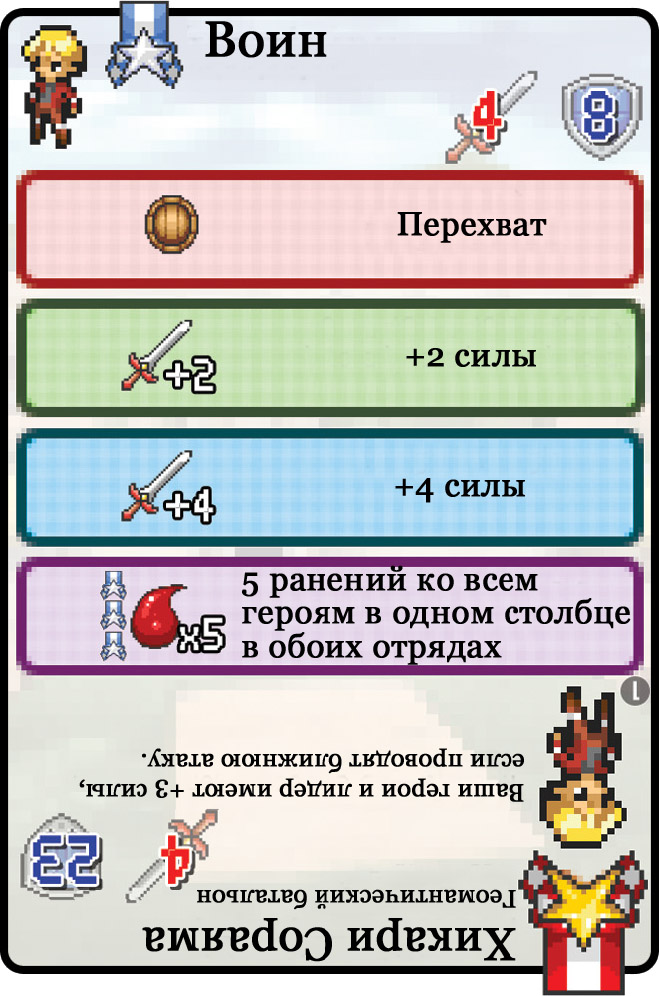 Воин
4
8
Перехват
+2
+2 силы
+4
+4 силы
x5
5 ранений ко всем
героям в одном столбце
в обоих отрядах
1
Хикари Сораяма
Геомантический батальон
4
23
Ваши герои и лидер имеют +3 силы,
если проводят ближнюю атаку.